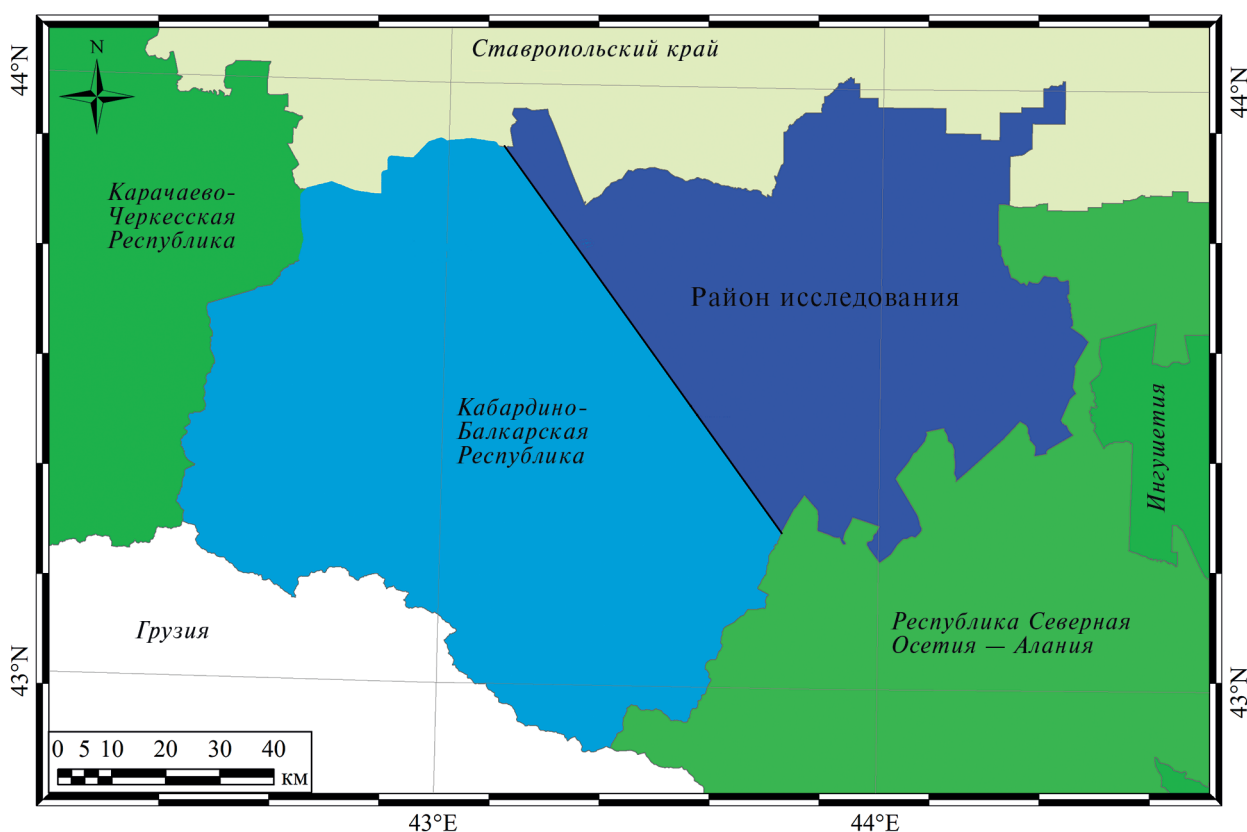 44°N
44°N
N
Ставропольский край
Карачаево-
Черкесская
Республика
Район исследования
Кабардино-
Балкарская
Республика
Ингушетия
Республика Северная
Осетия — Алания
Грузия
43°N
43°N
0 5 10 20 30 40
км
43°E
44°E